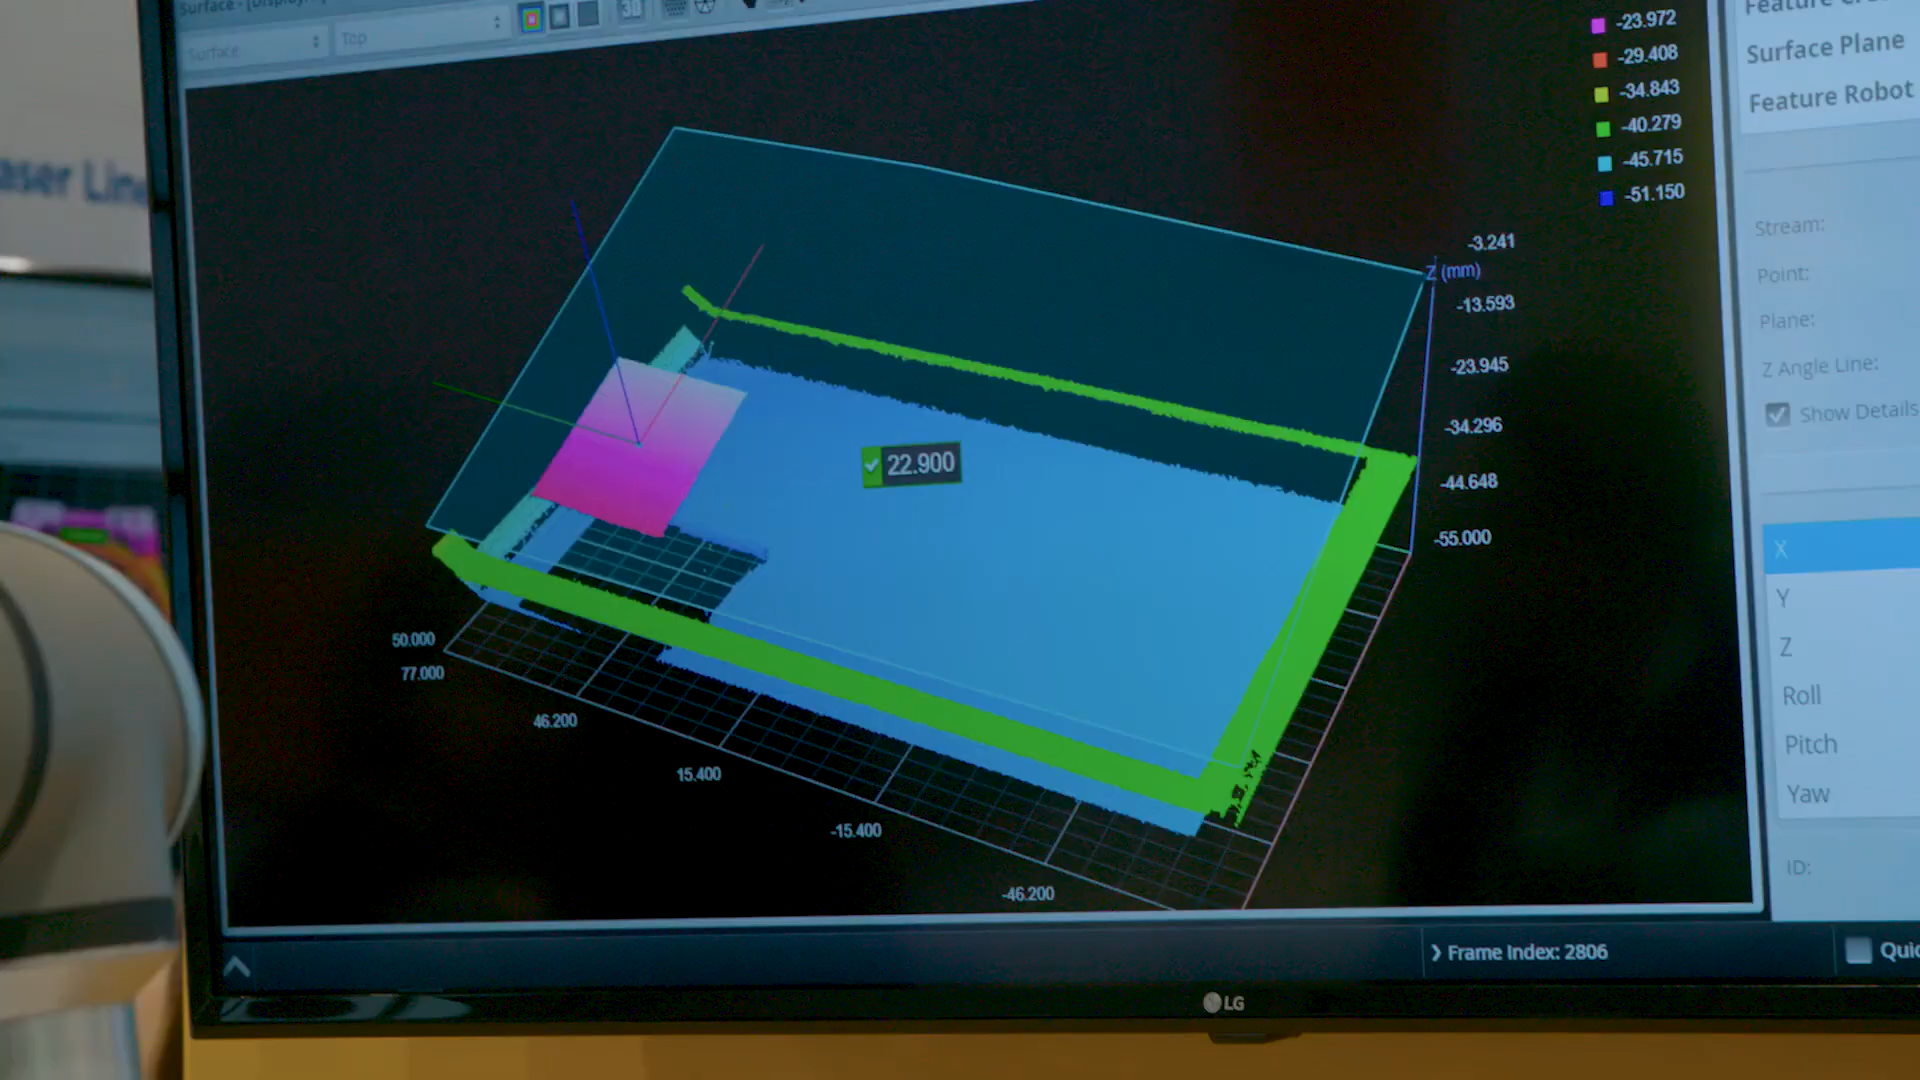 Surface
Surface
Top
-23.972
-29.408
-34.843
-40.279
-45.715
-51.150
Surface Plane
Feature Robot
Stream:
Point:
Plane:
Z Angle Line:
Show Details
-3.241
Z (mm)
-13.593
-23.945
-34.296
-44.648
-55.000
22.900
50.000
77.000
46.200
15.400
-15.400
-46.200
X
Y
Z
Roll
Pitch
Yaw
ID:
Frame Index: 2806
LG